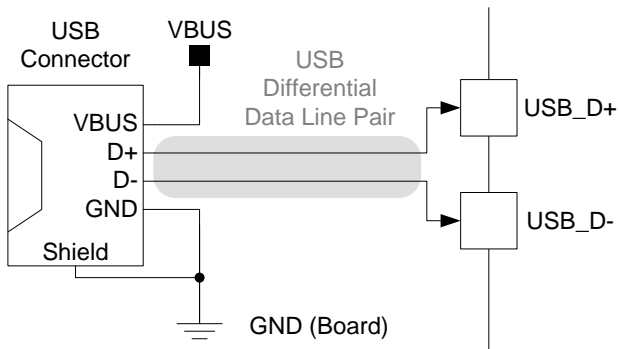 USB
Connector
VBUS
USB
Differential
Data Line Pair
VBUS
D+
D-
GND
Shield
USB_D+
USB_D-
GND (Board)